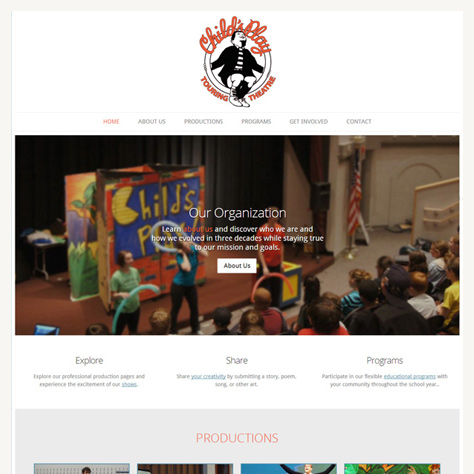 Child's Play
TOURING THEATRE
HOME ABOUT US PRODUCTIONS PROGRAMS GET INVOLVED CONTACT
Child's
Our Organization
Learn about us and discover who we are and
how we evolved in three decades while staying true
to our mission and goals.
About Us
Explore
Explore our professional production pages and
experience the excitement of our shows.
Share
Share your creativity by submitting a story, poem,
song, or other art.
Programs
Participate in our flexible educational programs with
your community throughout the school year..
PRODUCTIONS